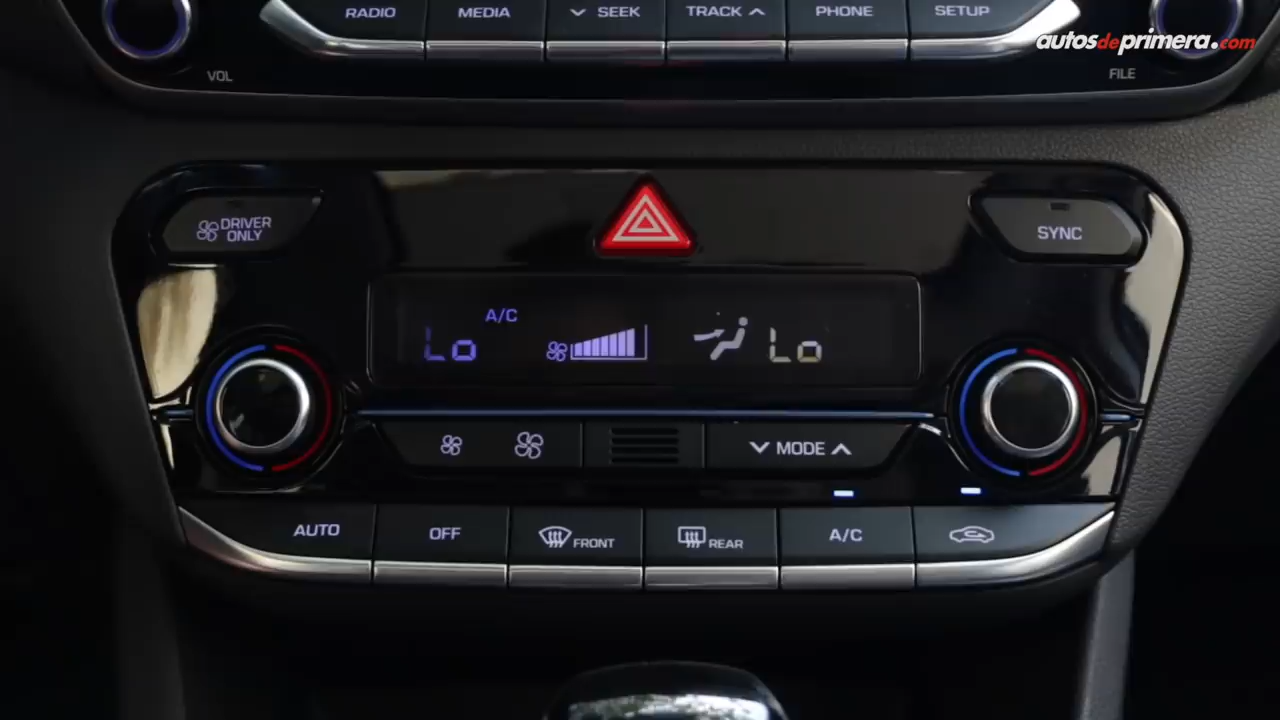 RADIO
MEDIA
SEEK
TRACK
PHONE
SETUP
autosdeprimera.com
VOL
FILE
DRIVER
ONLY
SYNC
A/C
Lo
Lo
MODE
AUTO
OFF
FRONT
REAR
A/C